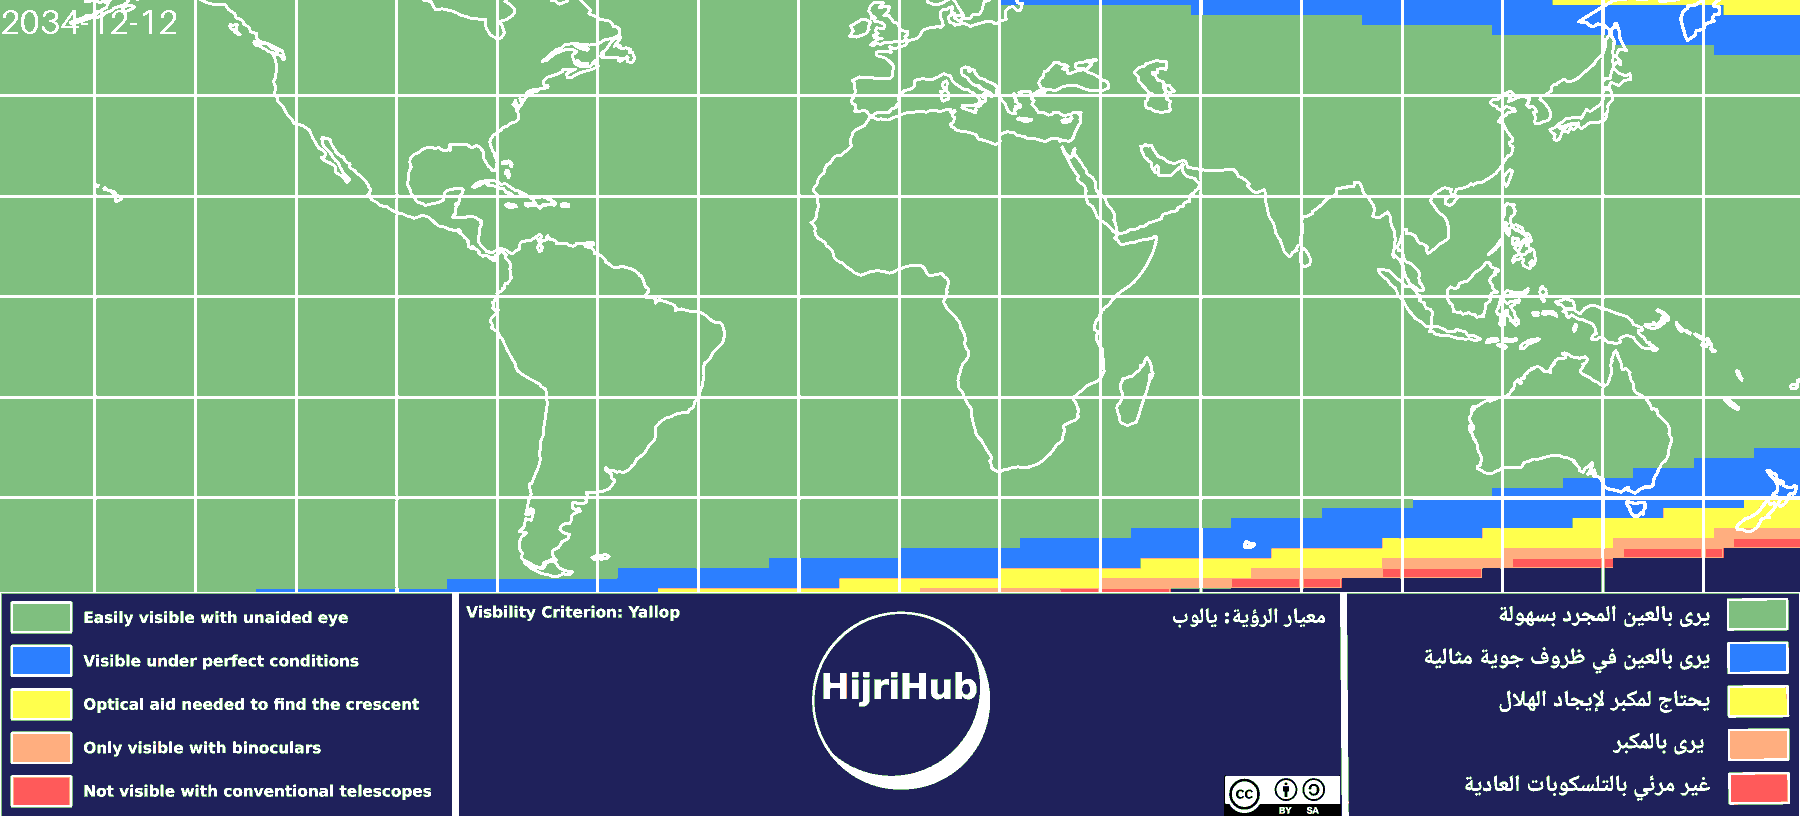 2034-12-12
Easily visible with unaided eye
Visible under perfect conditions
Optical aid needed to find the crescent
Only visible with binoculars
Not visible with conventional telescopes
Visbility Criterion: Yallop
معيار الرؤية: يالوب
HijriHub
cc
BY SA
يرى بالعين المجرد بسهولة
يرى بالعين في ظروف جوية مثالية
يحتاج لمكبر لإيجاد الهلال
يرى بالمكبر
غير مرئي بالتلسكوبات العادية